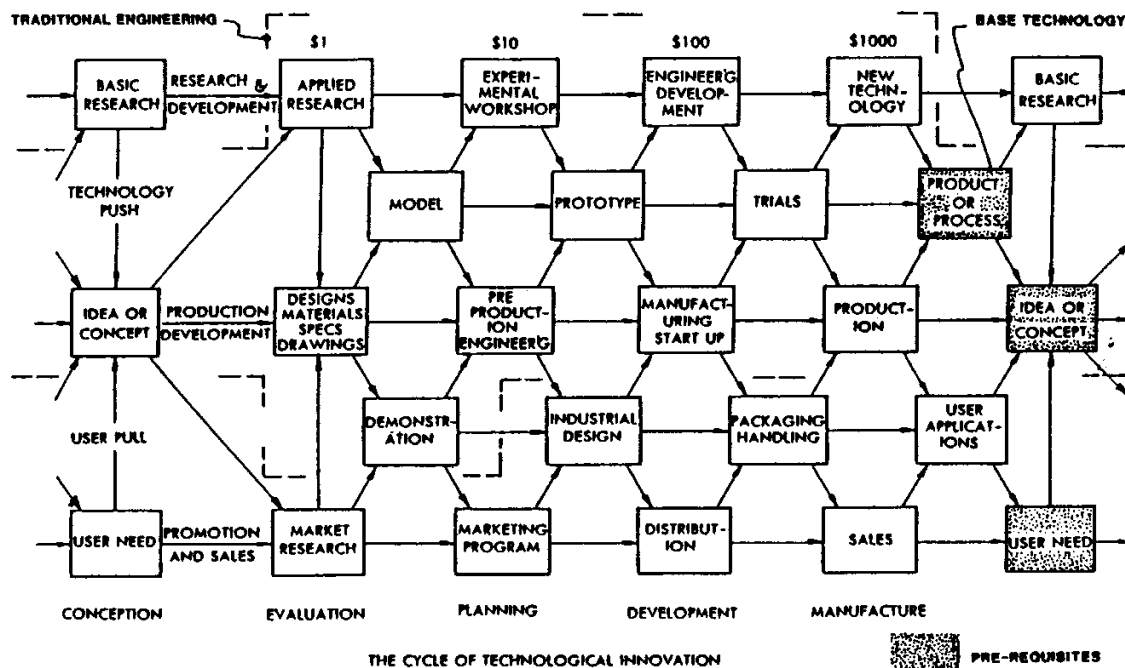 TRADITIONAL ENGINEERING
BASE TECHNOLOGY
$1
$10
$100
$1000
BASIC
RESEARCH
RESEARCH
&
DEVELOPMENT
APPLIED
RESEARCH
EXPERI-
MENTAL
WORKSHOP
ENGINEER'G
DEVELOP-
MENT
NEW
TECHN-
OLOGY
BASIC
RESEARCH
TECHNOLOGY
PUSH
MODEL
PROTOTYPE
TRIALS
PRODUCT
OR
PROCESS
IDEA OR
CONCEPT
PRODUCTION
DEVELOPMENT
DESIGNS
MATERIALS
SPECS
DRAWINGS
PRE
PRODUCT-
ION
ENGINEER'G
MANUFACT-
URING
START UP
PRODUCT-
ION
IDEA OR
CONCEPT
USER PULL
DEMONSTR-
ATION
INDUSTRIAL
DESIGN
PACKAGING
HANDLING
USER
APPLICAT-
IONS
USER NEED
PROMOTION
AND SALES
MARKET
RESEARCH
MARKETING
PROGRAM
DISTRIBUT-
ION
SALES
USER NEED
CONCEPTION
EVALUATION
PLANNING
DEVELOPMENT
MANUFACTURE
THE CYCLE OF TECHNOLOGICAL INNOVATION
PRE-REQUISITES